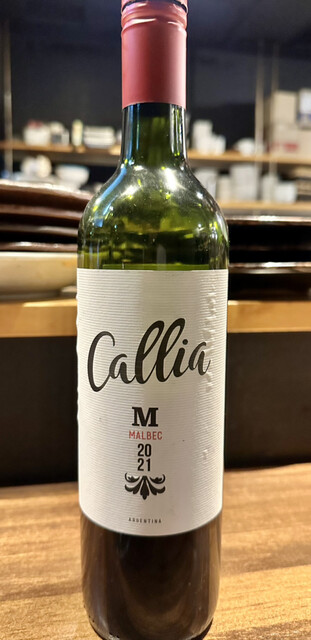 Callia
M
MALBEC
20
21
ARGENTINA